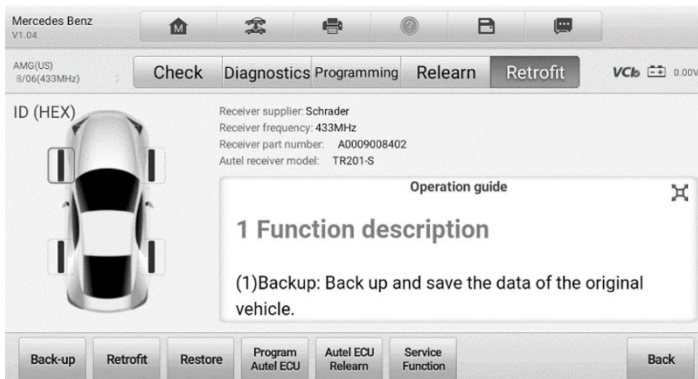 Mercedes Benz
V1.04
M
?
AMG(US)
8/06(433MHz)
Check
Diagnostics
Programming
Relearn
Retrofit
VCI
0.00V
ID (HEX)
Receiver supplier: Schrader
Receiver frequency: 433MHz
Receiver part number: A0009008402
Autel receiver model: TR201-S
Operation guide
1 Function description
(1)Backup: Back up and save the data of the original
vehicle.
Back-up
Retrofit
Restore
Program
Autel ECU
Autel ECU
Relearn
Service
Function
Back